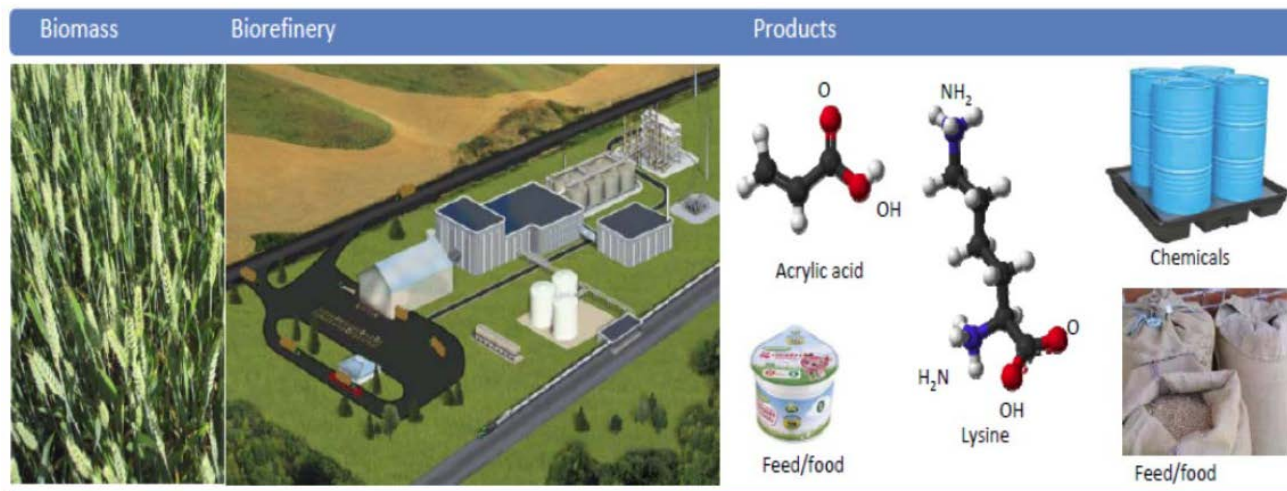 Biomass
Biorefinery
Products
O
OH
Acrylic acid
NH₂
H₂N
O
OH
Lysine
Chemicals
Feed/food
Feed/food